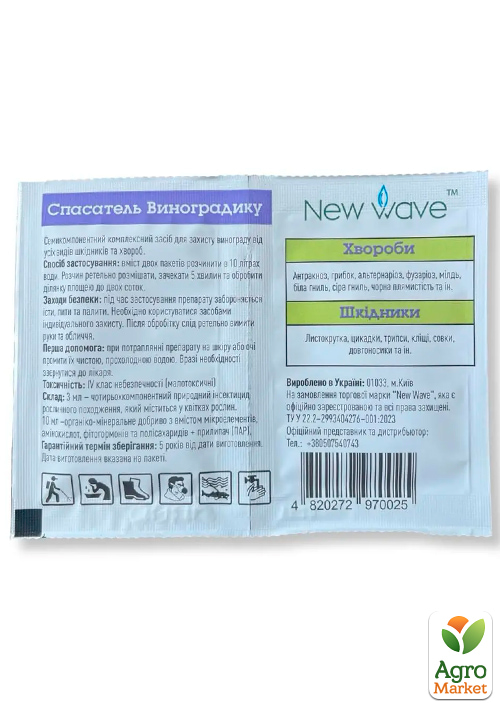 Спасатель Виноградику
Семикомпонентний комплексний засіб для захисту винограду від
усіх видів шкідників та хвороб.
Спосіб застосування: вміст двох пакетів розчинити в 10 літрах
води. Розчин ретельно розмішати, зачекати 5 хвилин та обробити
ділянку площею до двох соток.
Заходи безпеки: під час застосування препарату забороняється
їсти, пити та палити. Необхідно користуватися засобами
індивідуального захисту. Після обробітку слід ретельно вимити
руки та обличчя.
Перша допомога: при потраплянні препарату на шкіру або очі
промити їх чистою, прохолодною водою. В разі необхідності
звернутися до лікаря.
Токсичність: IV клас небезпечності (малотоксичні)
Склад: 3 мл – чотирьохкомпонентний природний інсектицид
рослинного походження, який міститься у квітках рослин.
10 мл –органіко-мінеральне добриво з вмістом мікроелементів,
амінокислот, фітогормонів та полісахаридів + прилипач (ПАР).
Гарантійний термін зберігання: 5 років від дати виготовлення.
Дата виготовлення вказана на пакеті.
New Wave ™
Хвороби
Антракноз, грибок, альтернаріоз, фузаріоз, мілдь,
біла гниль, сіра гниль, чорна плямистість та ін.
Шкідники
Листокрутка, цикадки, трипси, кліщі, совки,
довгоносики та ін.
Вироблено в Україні: 01033, м.Київ
На замовлення торгової марки "New Wave", яка є
офіційно зареєстрованою та всі права захищені.
ТУ У 22.2-2993404276-001:2023
Офіційний представник та дистрибютор:
Тел.: +380507540743
4 820272 970025
Agro
Market